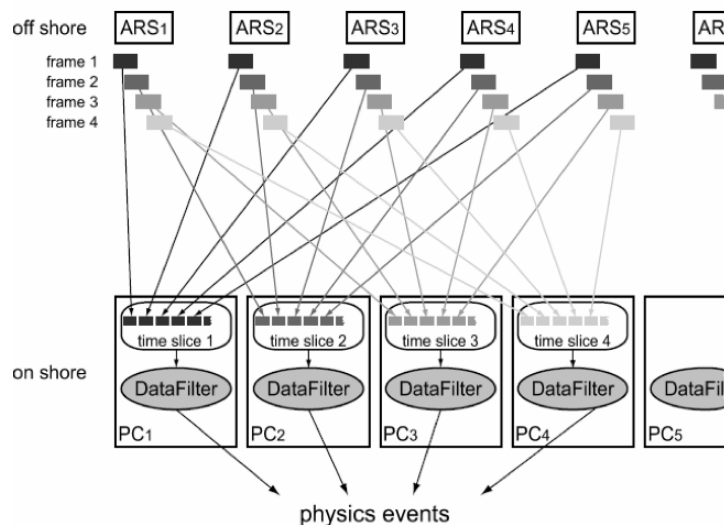 off shore ARS1 ARS2 ARS3 ARS4 ARS5 AR
frame 1
frame 2
frame 3
frame 4
time slice 1 time slice 2 time slice 3 time slice 4
on shore DataFilter DataFilter DataFilter DataFilter DataFil
PC1 PC2 PC3 PC4 PC5
physics events